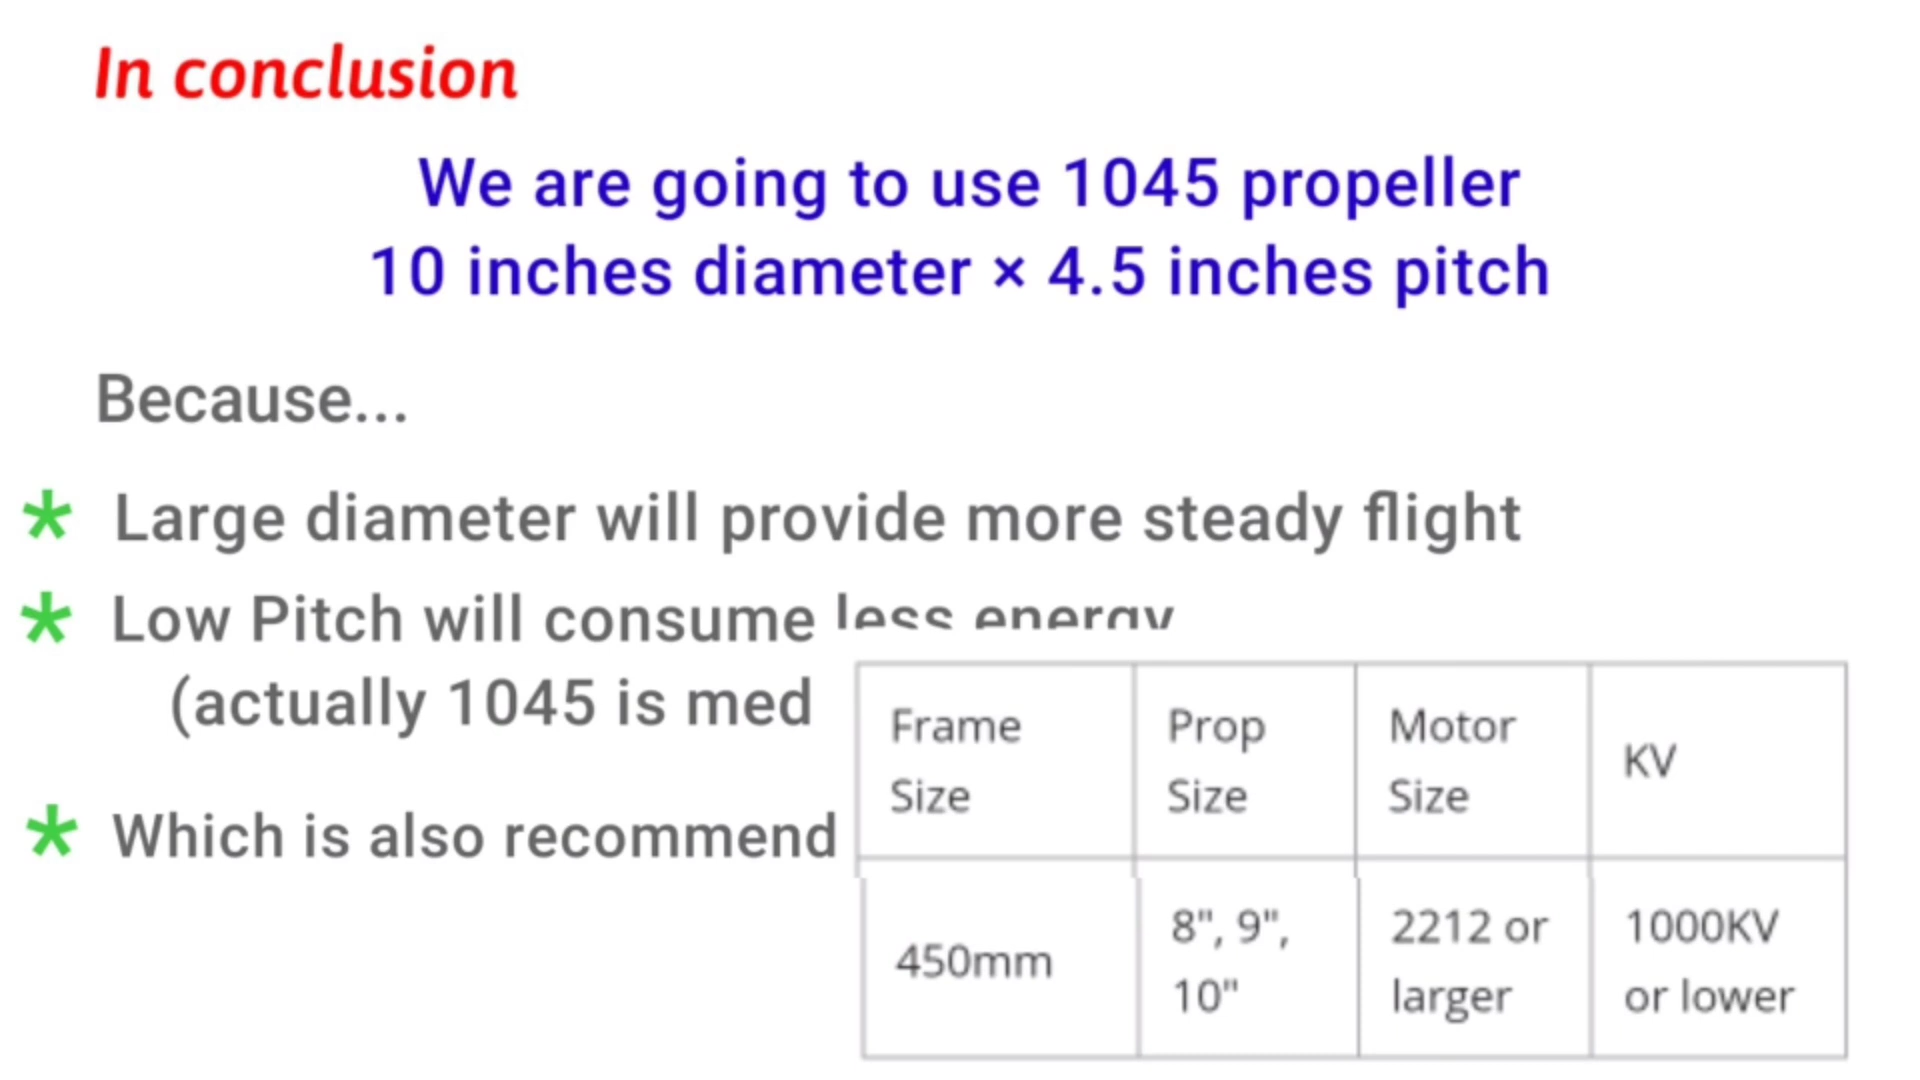 In conclusion
We are going to use 1045 propeller
10 inches diameter × 4.5 inches pitch
Because...
* Large diameter will provide more steady flight
* Low Pitch will consume less energy
(actually 1045 is med
* Which is also recommend
Frame Size
Prop Size
Motor Size
KV
450mm
8", 9", 10"
2212 or larger
1000KV or lower